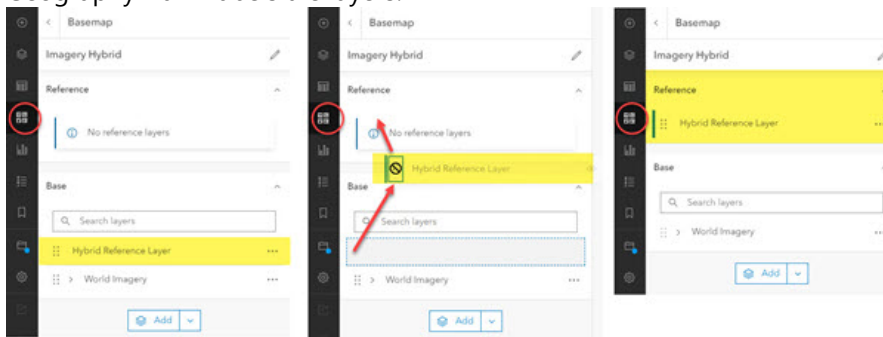 Basemap
Imagery Hybrid
Reference
No reference layers
Base
Search layers
Hybrid Reference Layer
World Imagery
Add
Basemap
Imagery Hybrid
Reference
No reference layers
Hybrid Reference Layer
Base
Search layers
World Imagery
Add
Basemap
Imagery Hybrid
Reference
Hybrid Reference Layer
Base
Search layers
World Imagery
Add